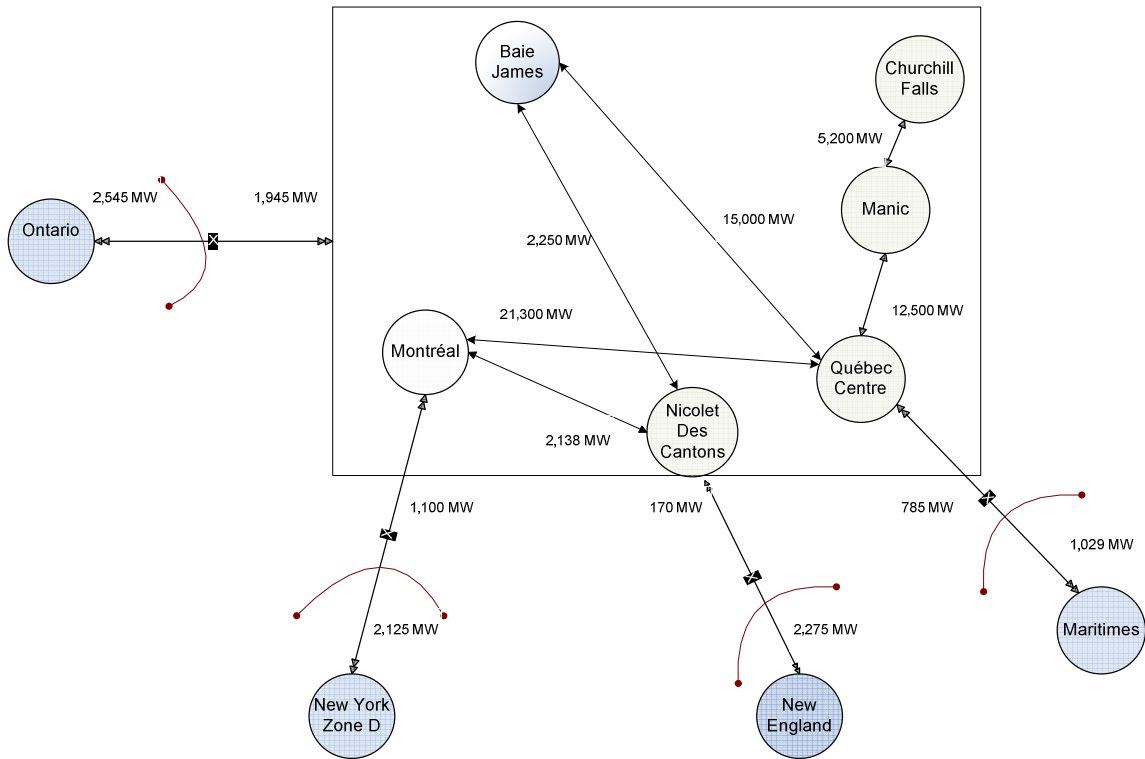 Baie
James
Churchill
Falls
5,200 MW
2,545 MW
1,945 MW
Ontario
Manic
15,000 MW
2,250 MW
21,300 MW
12,500 MW
Montréal
Québec
Centre
Nicolet
Des
Cantons
2,138 MW
1,100 MW
170 MW
785 MW
1,029 MW
2,125 MW
2,275 MW
Maritimes
New York
Zone D
New
England